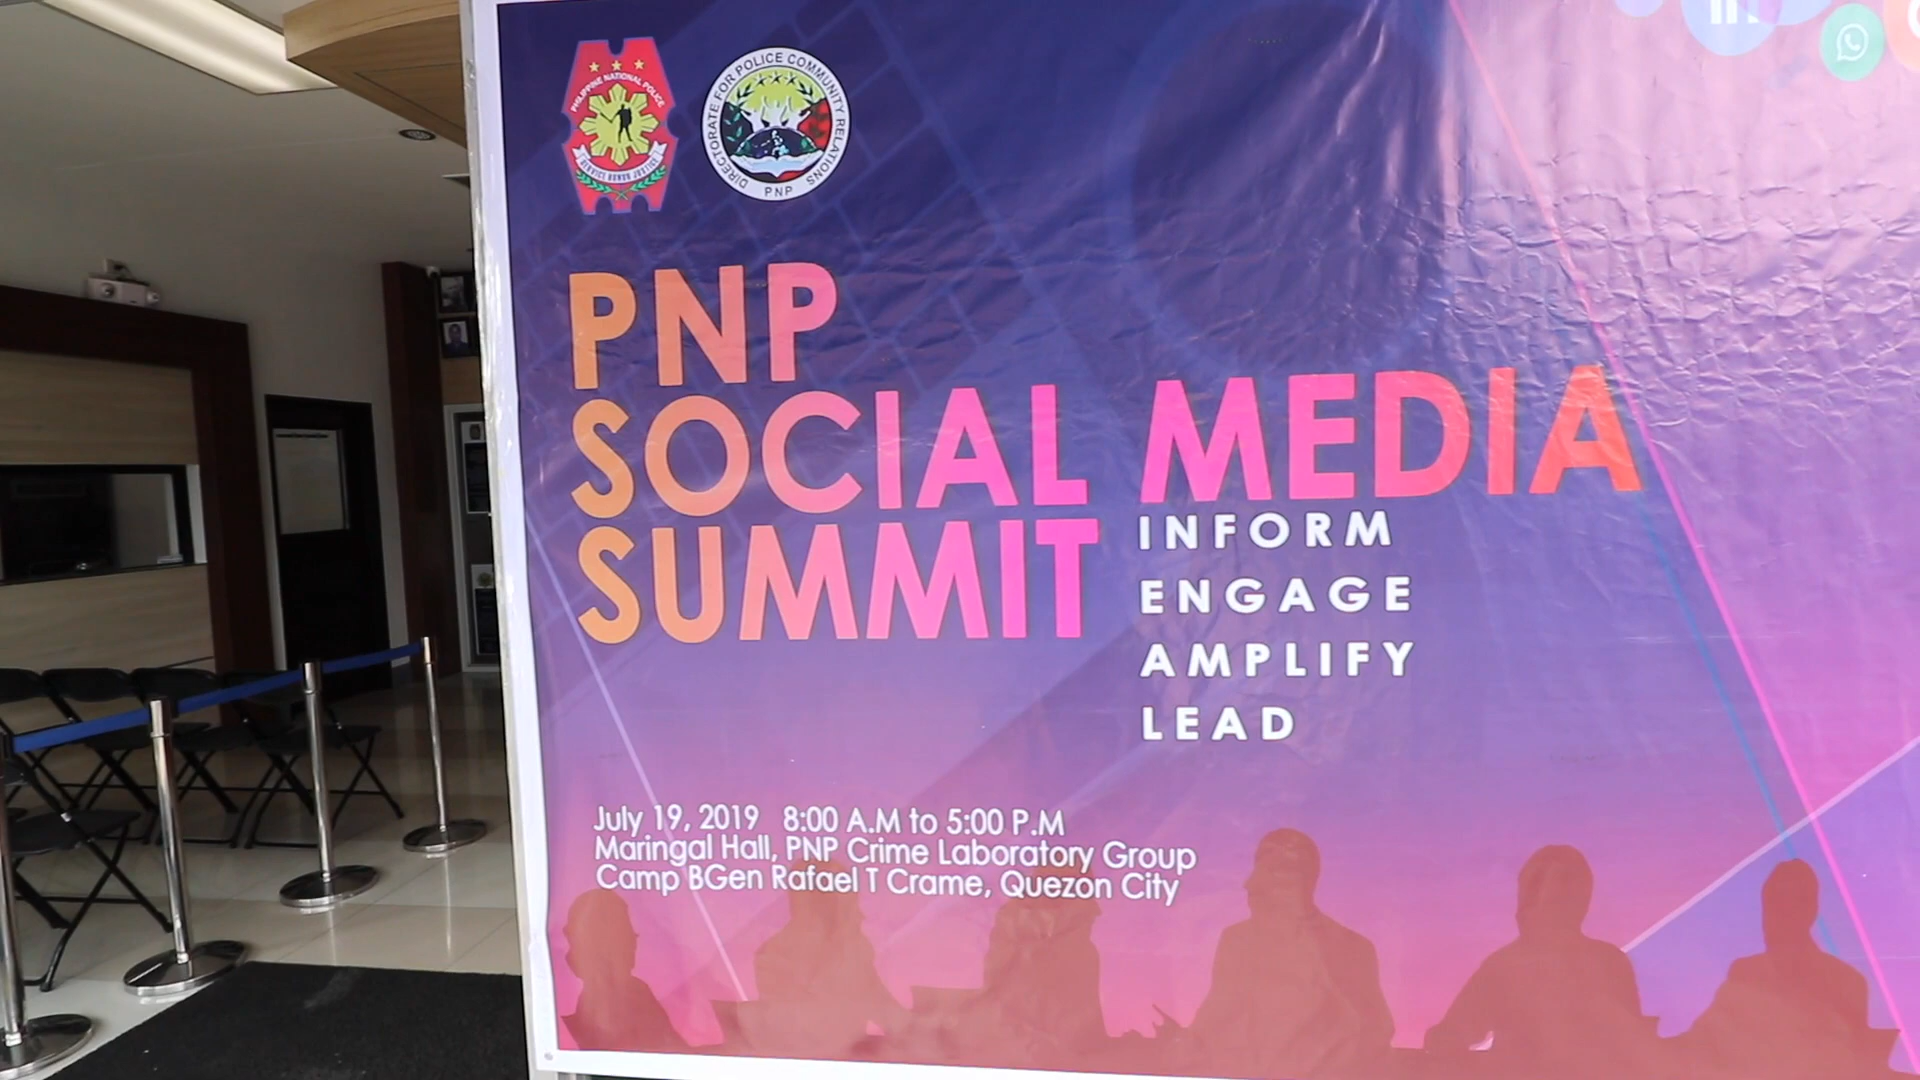 PHILIPPINE NATIONAL POLICE
SERVICE HONOR JUSTICE
DIRECTORATE FOR POLICE COMMUNITY RELATIONS
PNP
in
PNP
SOCIAL MEDIA
SUMMIT
INFORM
ENGAGE
AMPLIFY
LEAD
July 19, 2019 8:00 A.M to 5:00 P.M
Maringal Hall, PNP Crime Laboratory Group
Camp BGen Rafael T Crame, Quezon City